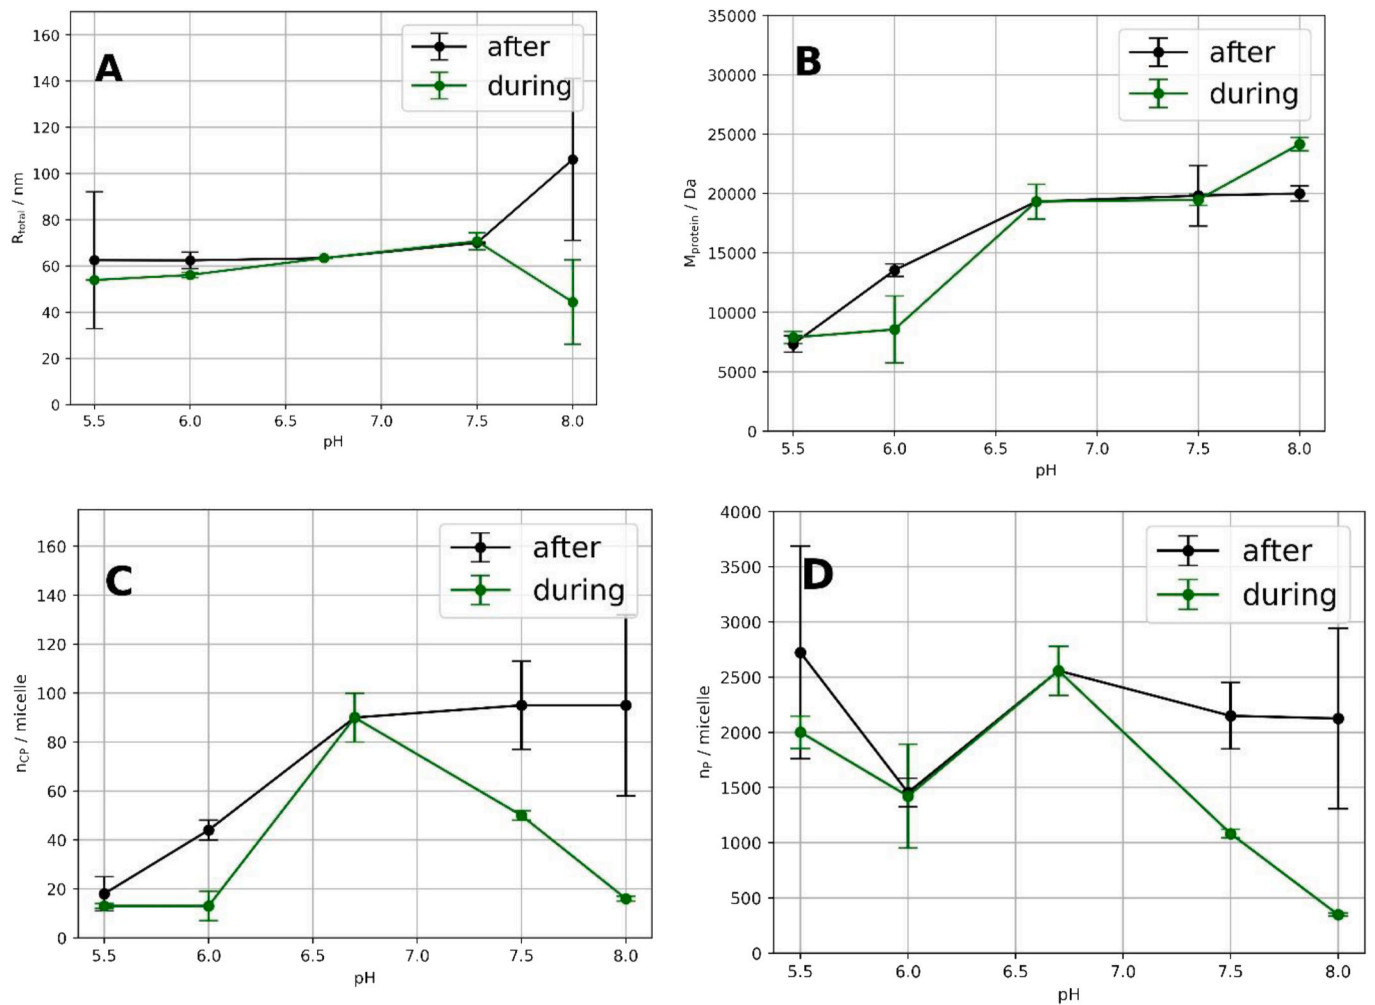 A
after
during
160
140
120
100
80
60
40
20
0
R_total / nm
5.5 6.0 6.5 7.0 7.5 8.0
pH
B
after
during
35000
30000
25000
20000
15000
10000
5000
0
M_protein / Da
5.5 6.0 6.5 7.0 7.5 8.0
pH
C
after
during
160
140
120
100
80
60
40
20
0
n_CP / micelle
5.5 6.0 6.5 7.0 7.5 8.0
pH
D
after
during
4000
3500
3000
2500
2000
1500
1000
500
0
n_P / micelle
5.5 6.0 6.5 7.0 7.5 8.0
pH